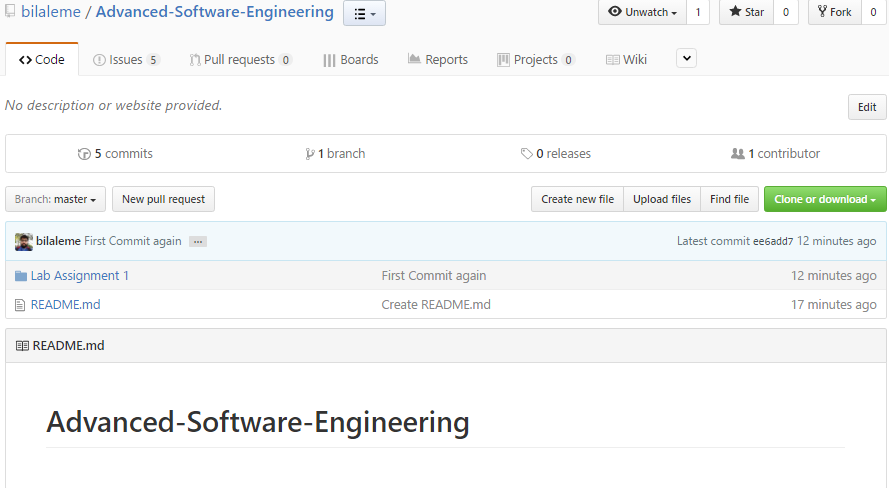 bilaleme / Advanced-Software-Engineering Unwatch 1 Star 0 Fork 0
Code Issues 5 Pull requests 0 Boards Reports Projects 0 Wiki
No description or website provided. Edit
5 commits 1 branch 0 releases 1 contributor
Branch: master New pull request Create new file Upload files Find file Clone or download
bilaleme First Commit again ... Latest commit ee6add7 12 minutes ago
Lab Assignment 1 First Commit again 12 minutes ago
README.md Create README.md 17 minutes ago
README.md
Advanced-Software-Engineering